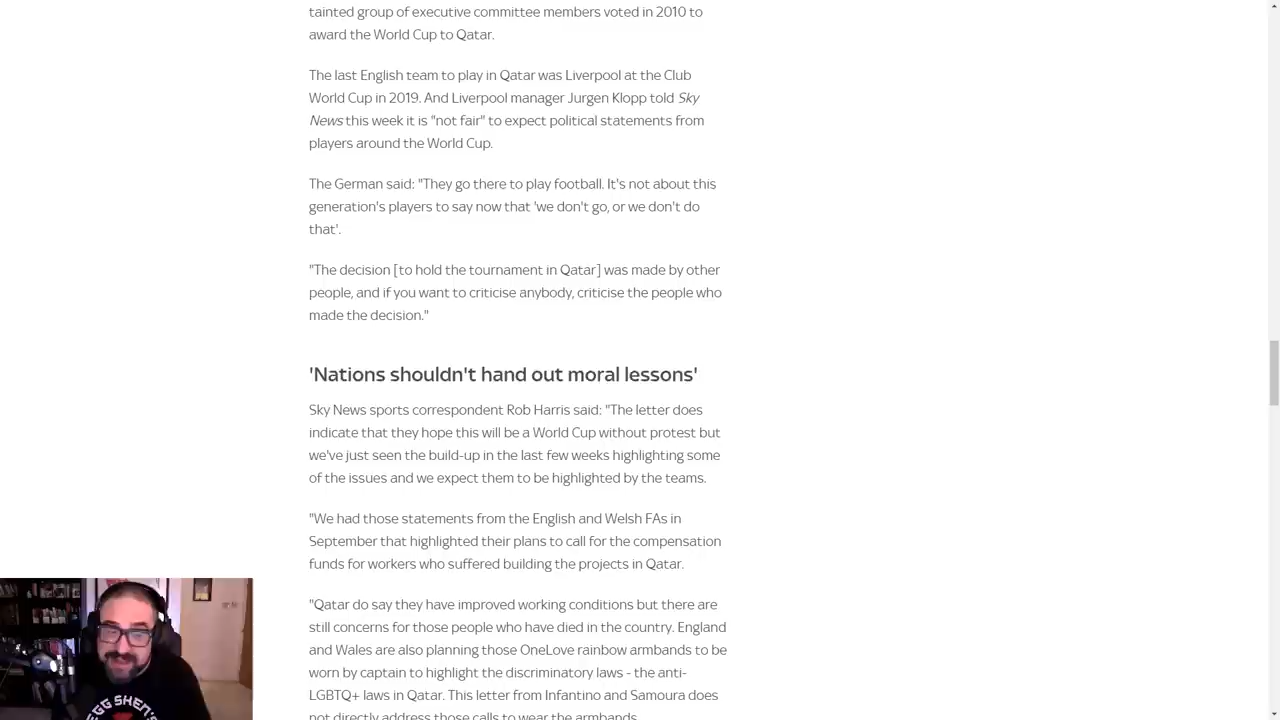 tainted group of executive committee members voted in 2010 to
award the World Cup to Qatar.
The last English team to play in Qatar was Liverpool at the Club
World Cup in 2019. And Liverpool manager Jurgen Klopp told Sky
News this week it is "not fair" to expect political statements from
players around the World Cup.
The German said: "They go there to play football. It's not about this
generation's players to say now that 'we don't go, or we don't do
that'.
"The decision [to hold the tournament in Qatar] was made by other
people, and if you want to criticise anybody, criticise the people who
made the decision."
'Nations shouldn't hand out moral lessons'
Sky News sports correspondent Rob Harris said: "The letter does
indicate that they hope this will be a World Cup without protest but
we've just seen the build-up in the last few weeks highlighting some
of the issues and we expect them to be highlighted by the teams.
"We had those statements from the English and Welsh FAs in
September that highlighted their plans to call for the compensation
funds for workers who suffered building the projects in Qatar.
"Qatar do say they have improved working conditions but there are
still concerns for those people who have died in the country. England
and Wales are also planning those OneLove rainbow armbands to be
worn by captain to highlight the discriminatory laws - the anti-
LGBTQ+ laws in Qatar. This letter from Infantino and Samoura does
not directly address those calls to wear the armbands.
EGG SHEN'S